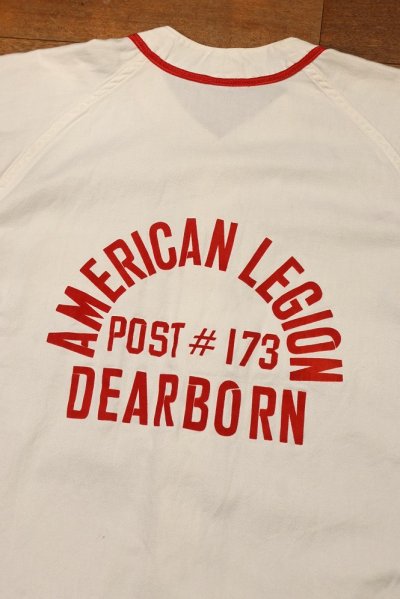 AMERICAN LEGION
POST # 173
DEARBORN